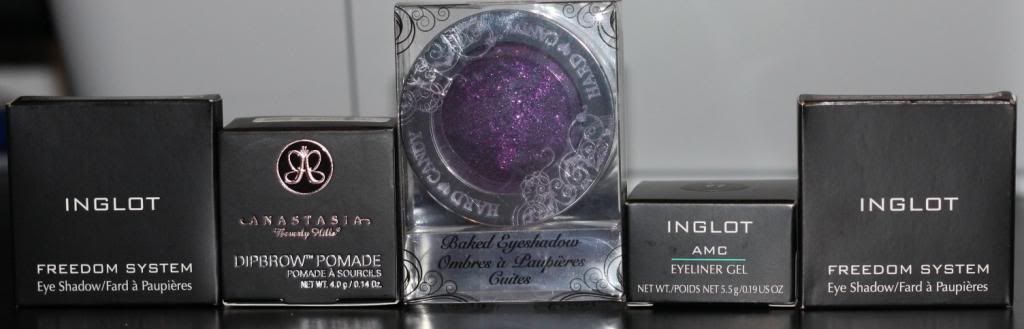 INGLOT
FREEDOM SYSTEM
Eye Shadow/Fard à Paupières
ANASTASIA
Beverly Hills®
DIPBROW™ POMADE
POMADE À SOURCILS
NET WT. 4.0 g / 0.14 Oz.
HARD CANDY
HARD CANDY
Baked Eyeshadow
Ombres à Paupières
Cuites
INGLOT
AMC
EYELINER GEL
NET WT./POIDS NET 5.5 g/0.19 US OZ
INGLOT
FREEDOM SYSTEM
Eye Shadow/Fard à Paupières